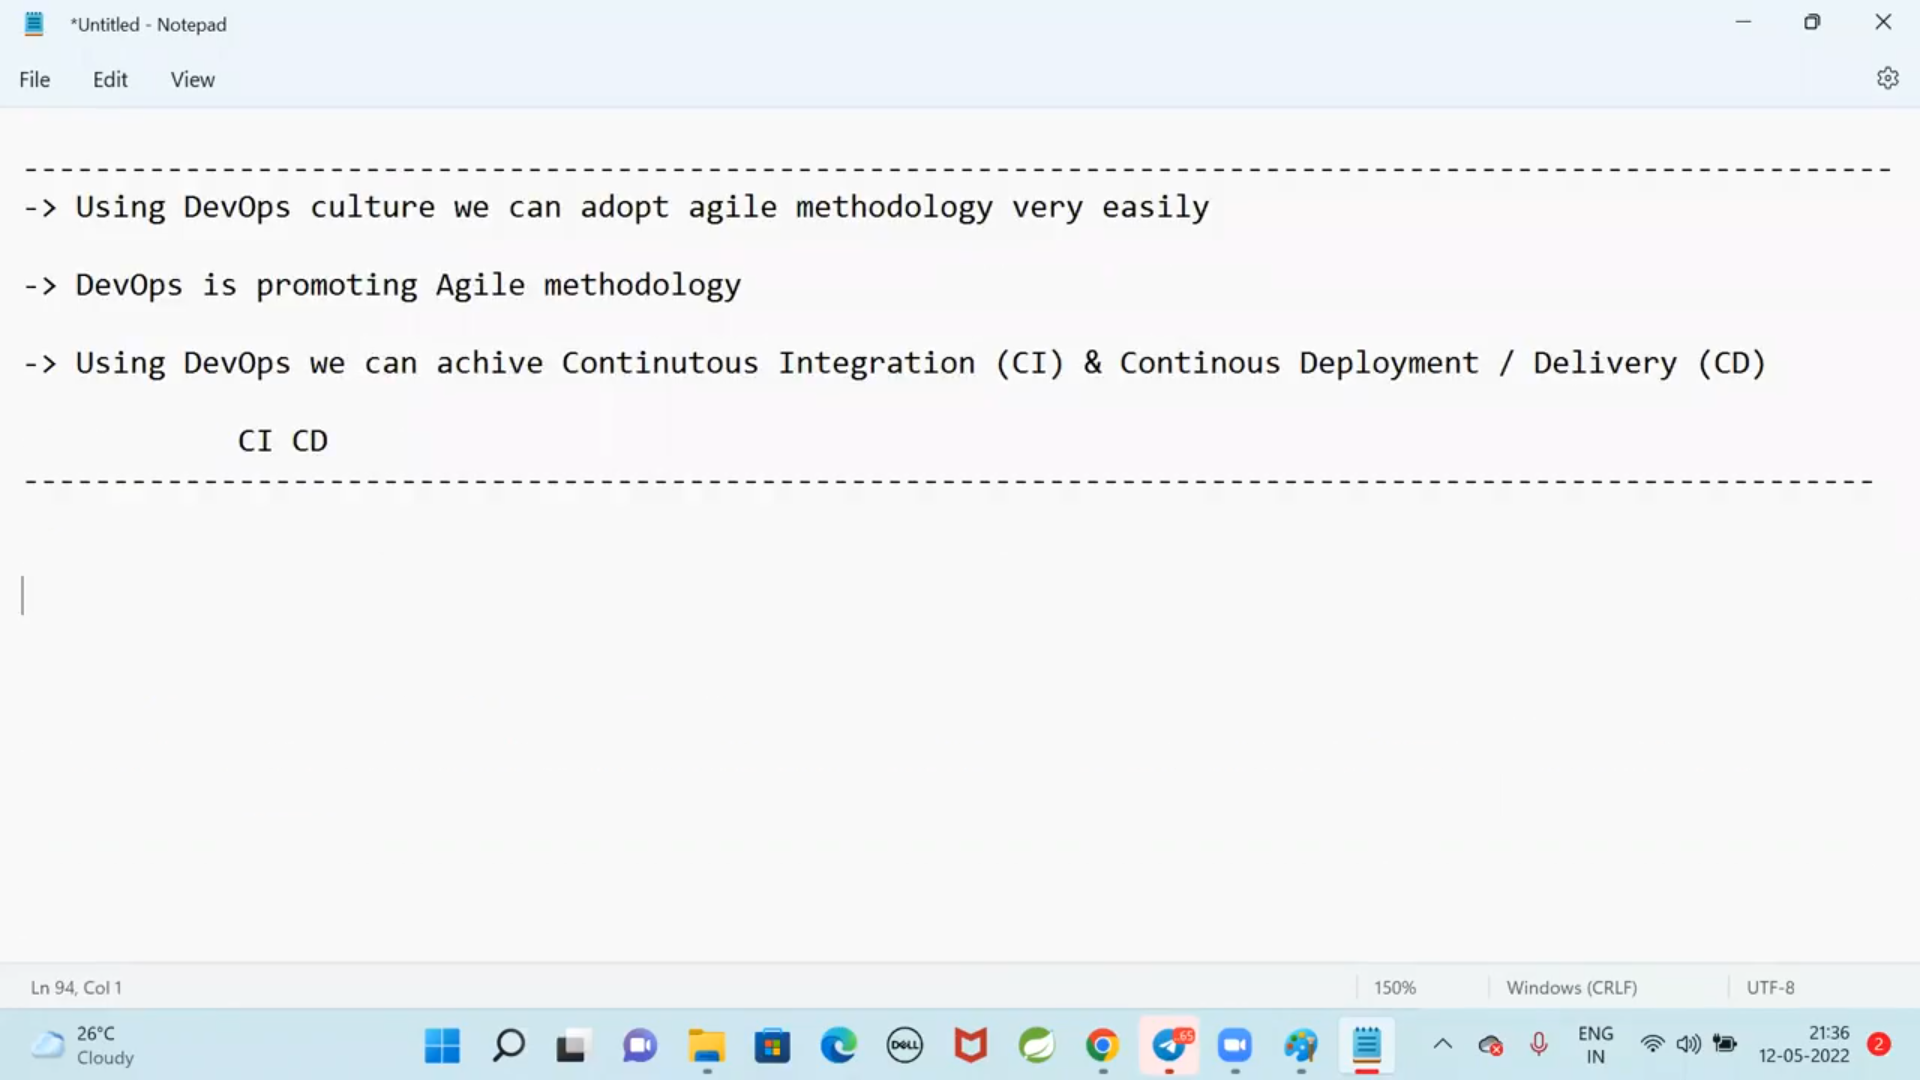 *Untitled - Notepad
File Edit View
-----------------------------------------------------------------------------------------------------------
-> Using DevOps culture we can adopt agile methodology very easily
-> DevOps is promoting Agile methodology
-> Using DevOps we can achive Continutous Integration (CI) & Continous Deployment / Delivery (CD)
CI CD
----------------------------------------------------------------------------------------------------------
Ln 94, Col 1 150% Windows (CRLF) UTF-8
26°C
Cloudy
DELL
65
ENG
IN
21:36
12-05-2022
2